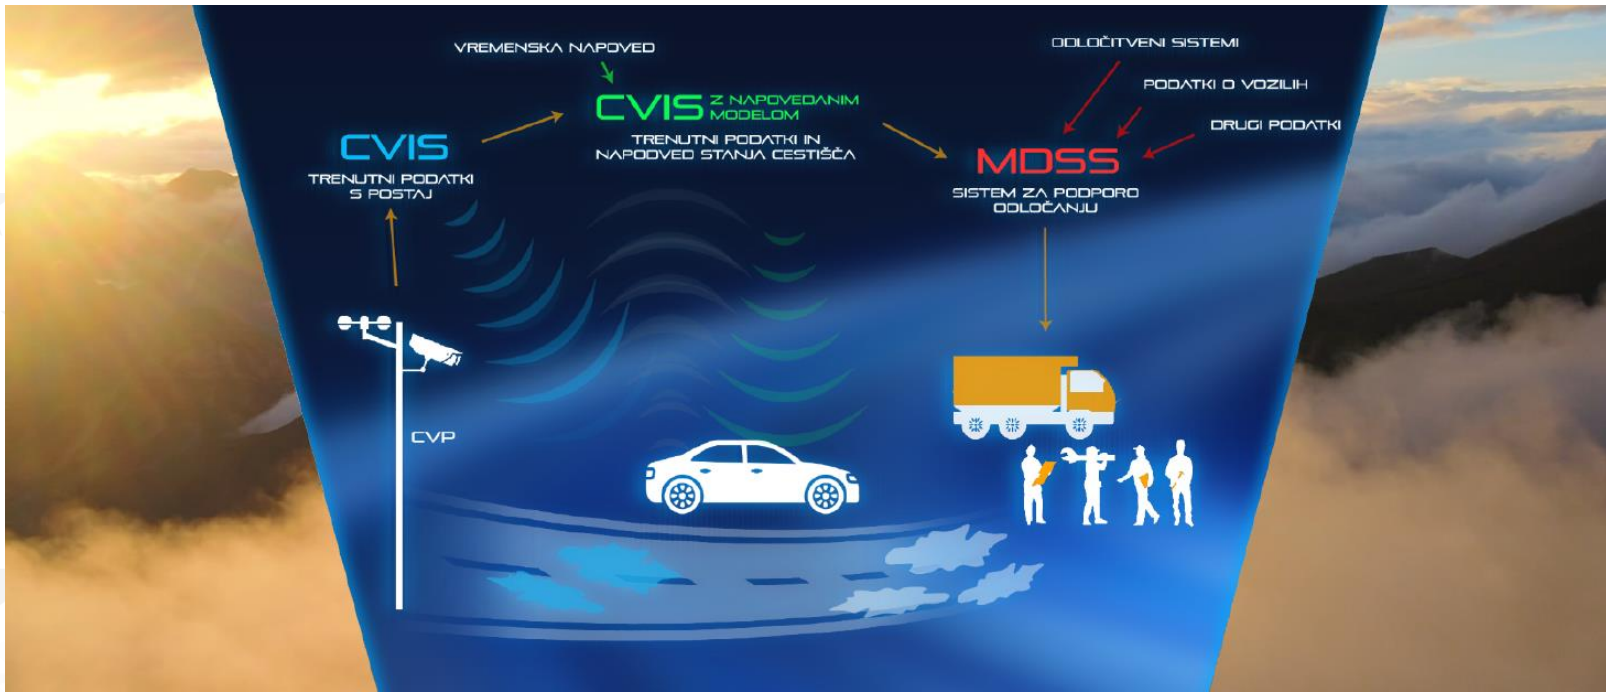 VREMENSKA NAPOVED
ODLOČITVENI SISTEMI
PODATKI O VOZILIH
DRUGI PODATKI
CVIS Z NAPOVEDANIM
MODELOM
TRENUTNI PODATKI IN
NAPODVED STANJA CESTIŠČA
CVIS
TRENUTNI PODATKI
S POSTAJ
MDSS
SISTEM ZA PODPORO
ODLOČANJU
CVP